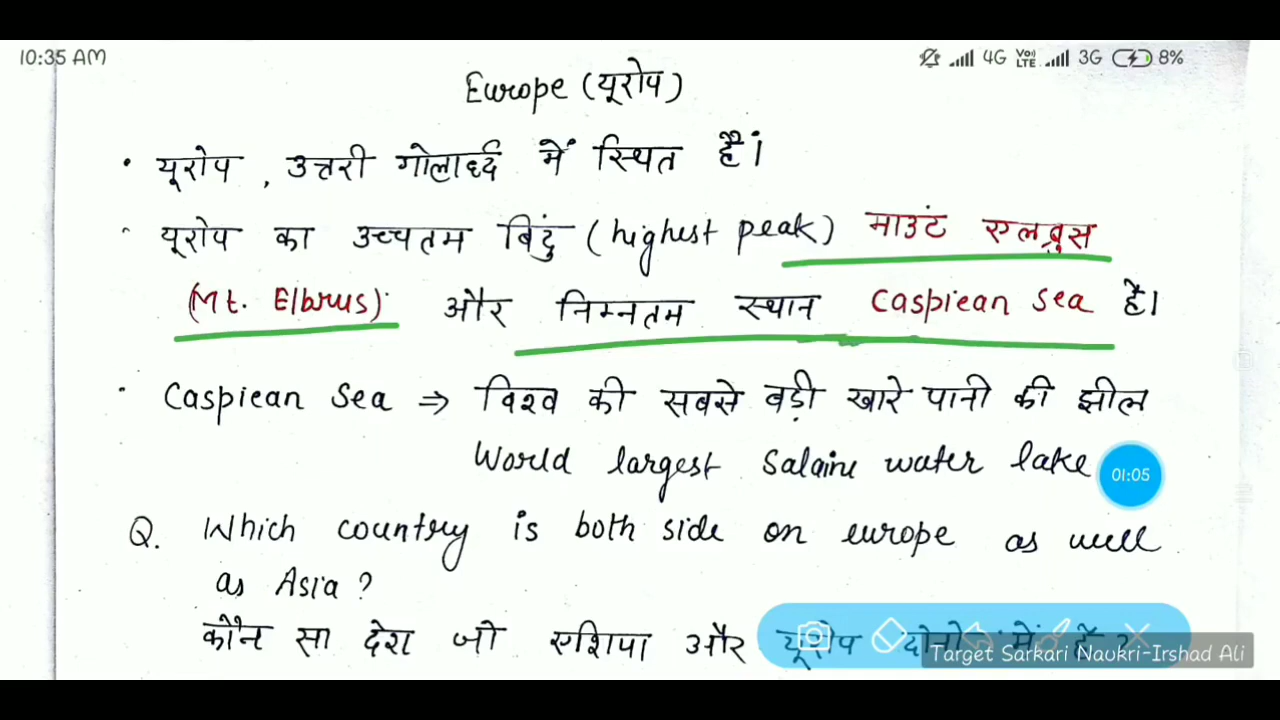 10:35 AM 4G VoLTE 3G 8%
Europe (यूरोप)
• यूरोप , उत्तरी गोलार्ध्द में स्थित हैं।
यूरोप का उच्चतम बिंदु (highest peak) माउंट एलब्रुस
(Mt. Elbrus) और निम्नतम स्थान Caspiean Sea है।
• Caspiean Sea ⇒ विश्व की सबसे बड़ी खारे पानी की झील
World largest Salaine water lake
01:05
Q. Which country is both side on europe as well
as Asia ?
कौन सा देश जो एशिया और यूरोप दोनो में है ?
Target Sarkari Naukri-Irshad Ali